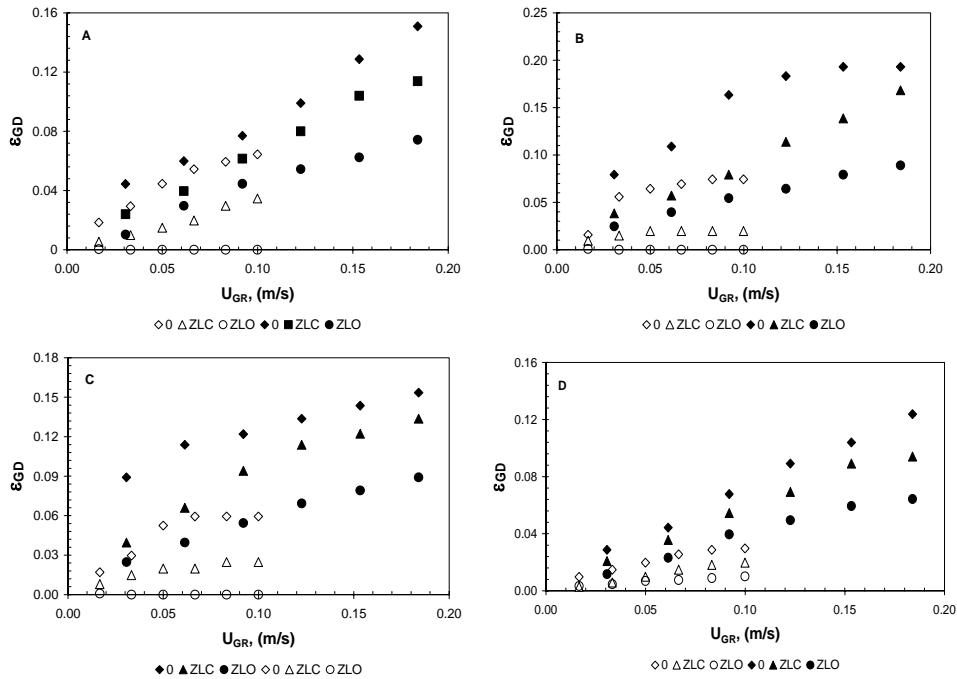 A
0.16
0.12
0.08
0.04
0
εGD
0.00 0.05 0.10 0.15 0.20
UGR, (m/s)
◇0 △ZLC ○ZLO ◆0 ■ZLC ●ZLO
B
0.25
0.20
0.15
0.10
0.05
0.00
εGD
0.00 0.05 0.10 0.15 0.20
UGR, (m/s)
◇0 △ZLC ○ZLO ◆0 ▲ZLC ●ZLO
C
0.18
0.15
0.12
0.09
0.06
0.03
0.00
εGD
0.00 0.05 0.10 0.15 0.20
UGR, (m/s)
◆0 ▲ZLC ●ZLO ◇0 △ZLC ○ZLO
D
0.16
0.12
0.08
0.04
0.00
εGD
0.00 0.05 0.10 0.15 0.20
UGR, (m/s)
◇0 △ZLC ○ZLO ◆0 ▲ZLC ●ZLO